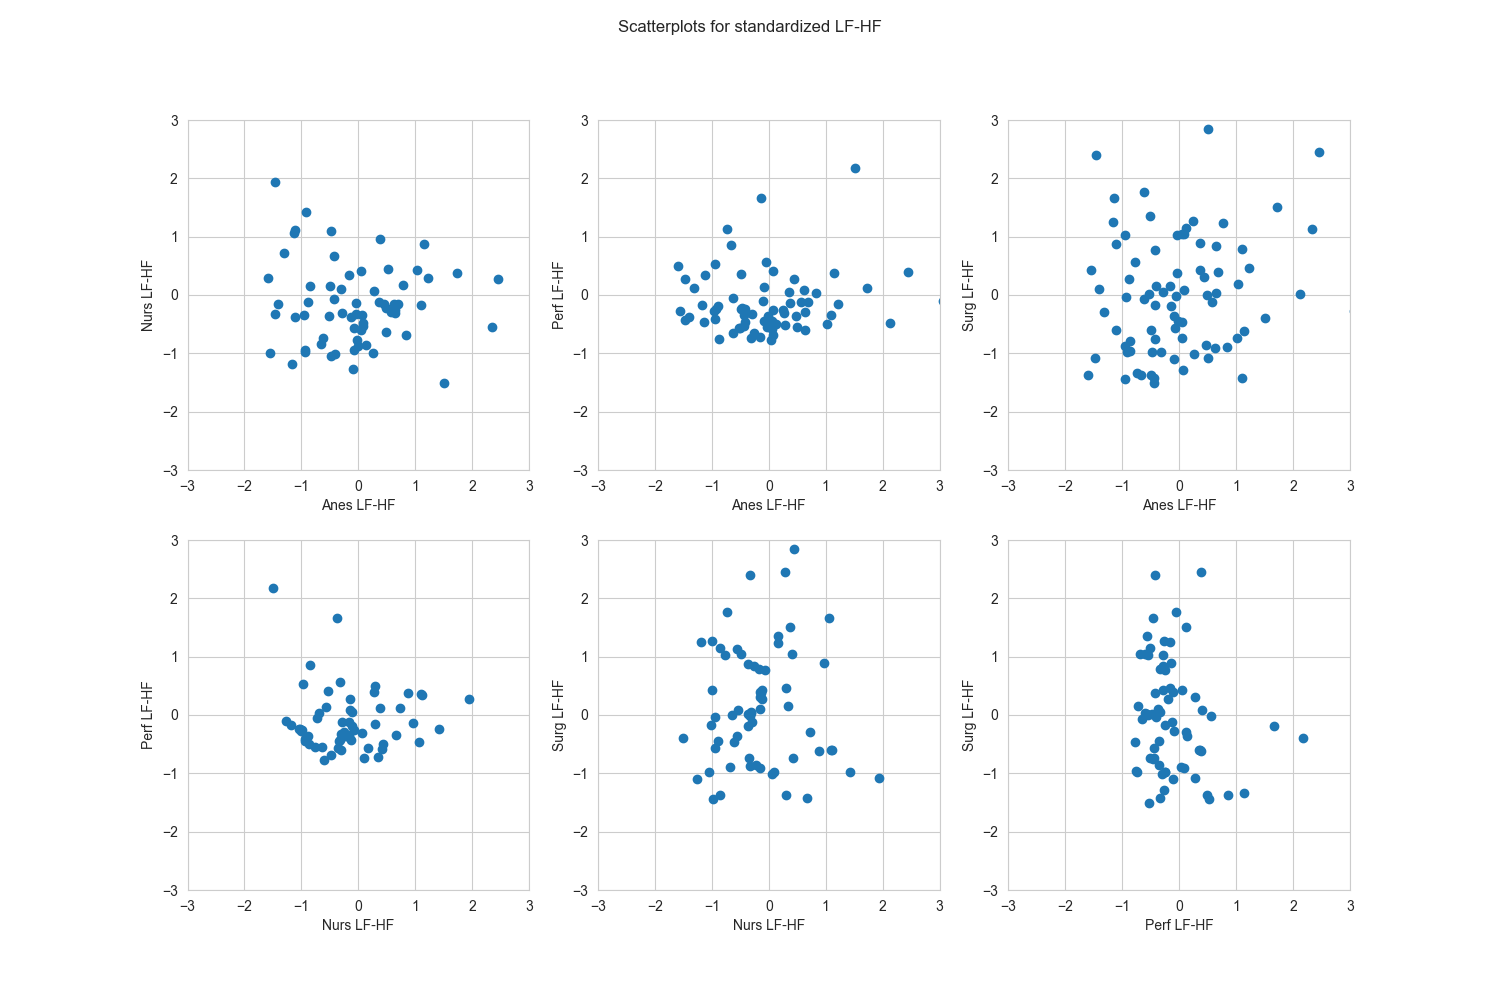 Scatterplots for standardized LF-HF
3
2
1
0
−1
−2
−3
Nurs LF-HF
−3 −2 −1 0 1 2 3
Anes LF-HF
3
2
1
0
−1
−2
−3
Perf LF-HF
−3 −2 −1 0 1 2 3
Anes LF-HF
3
2
1
0
−1
−2
−3
Surg LF-HF
−3 −2 −1 0 1 2 3
Anes LF-HF
3
2
1
0
−1
−2
−3
Perf LF-HF
−3 −2 −1 0 1 2 3
Nurs LF-HF
3
2
1
0
−1
−2
−3
Surg LF-HF
−3 −2 −1 0 1 2 3
Nurs LF-HF
3
2
1
0
−1
−2
−3
Surg LF-HF
−3 −2 −1 0 1 2 3
Perf LF-HF